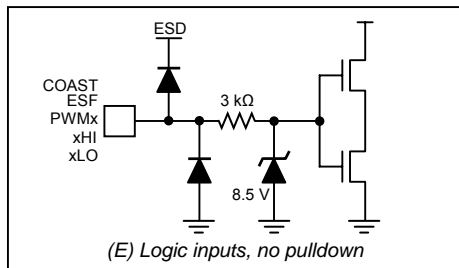 ESD
COAST
ESF
PWMx
xHI
xLO
3 kΩ
8.5 V
(E) Logic inputs, no pulldown